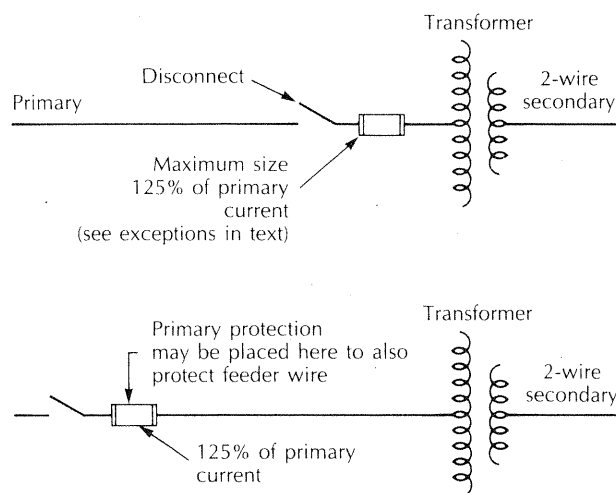 Transformer
Disconnect
2-wire
secondary
Primary
Maximum size
125% of primary
current
(see exceptions in text)
Transformer
Primary protection
may be placed here to also
protect feeder wire
2-wire
secondary
125% of primary
current